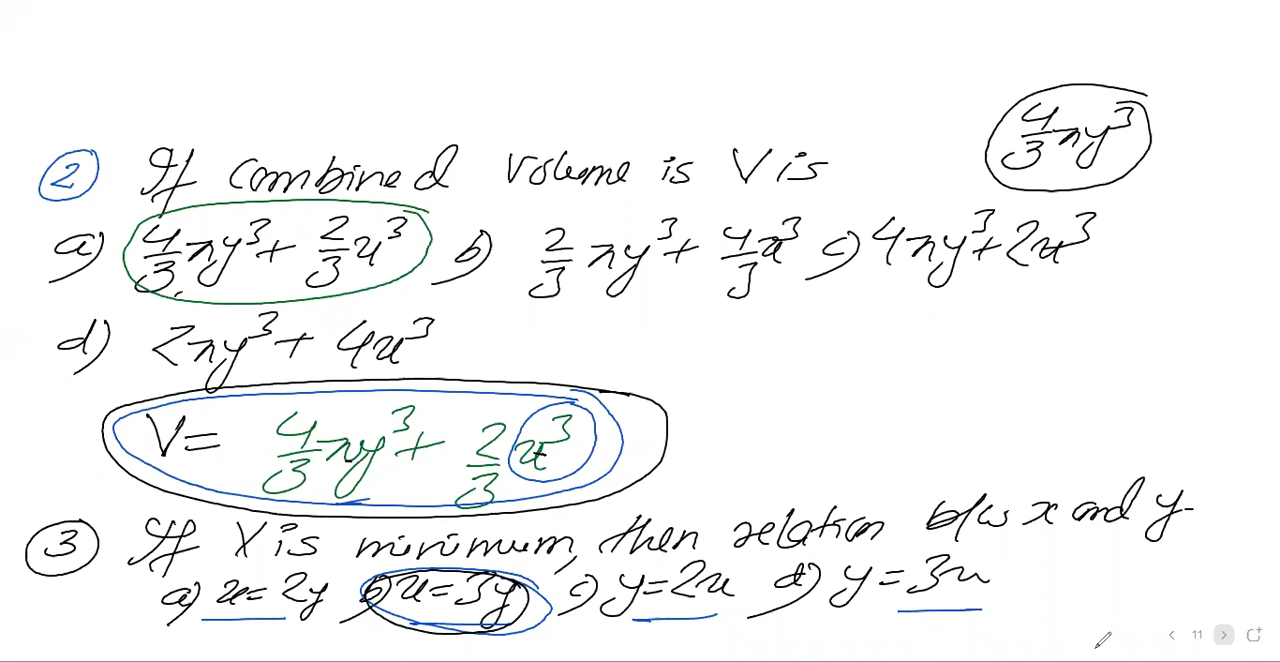 4/3 πy³
② If combined volume is V is
a) 4/3 πy³ + 2/3 x³ b) 2/3 πy³ + 4/3 x³ c) 4πy³ + 2x³
d) 2πy³ + 4x³
V = 4/3 πy³ + 2/3 x³
③ If V is minimum, then relation b/w x and y-
a) x = 2y b) x = 3y c) y = 2x d) y = 3x
11